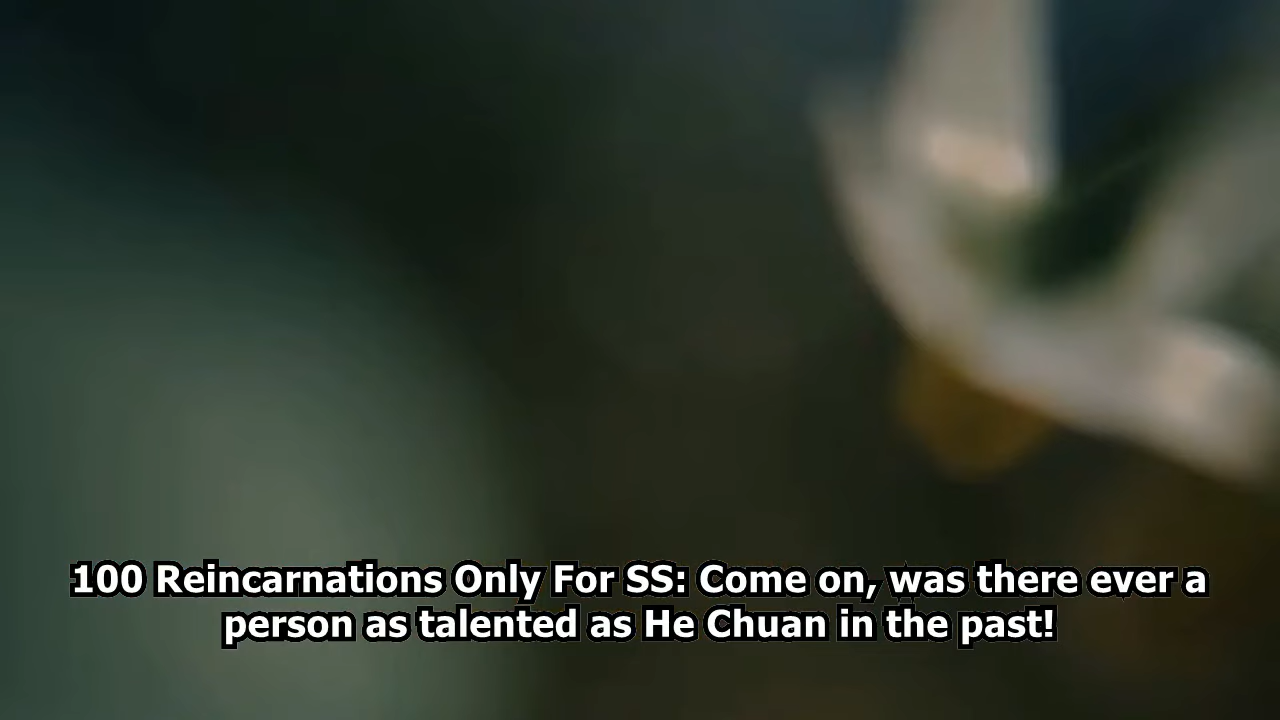 100 Reincarnations Only For SS: Come on, was there ever a
person as talented as He Chuan in the past!